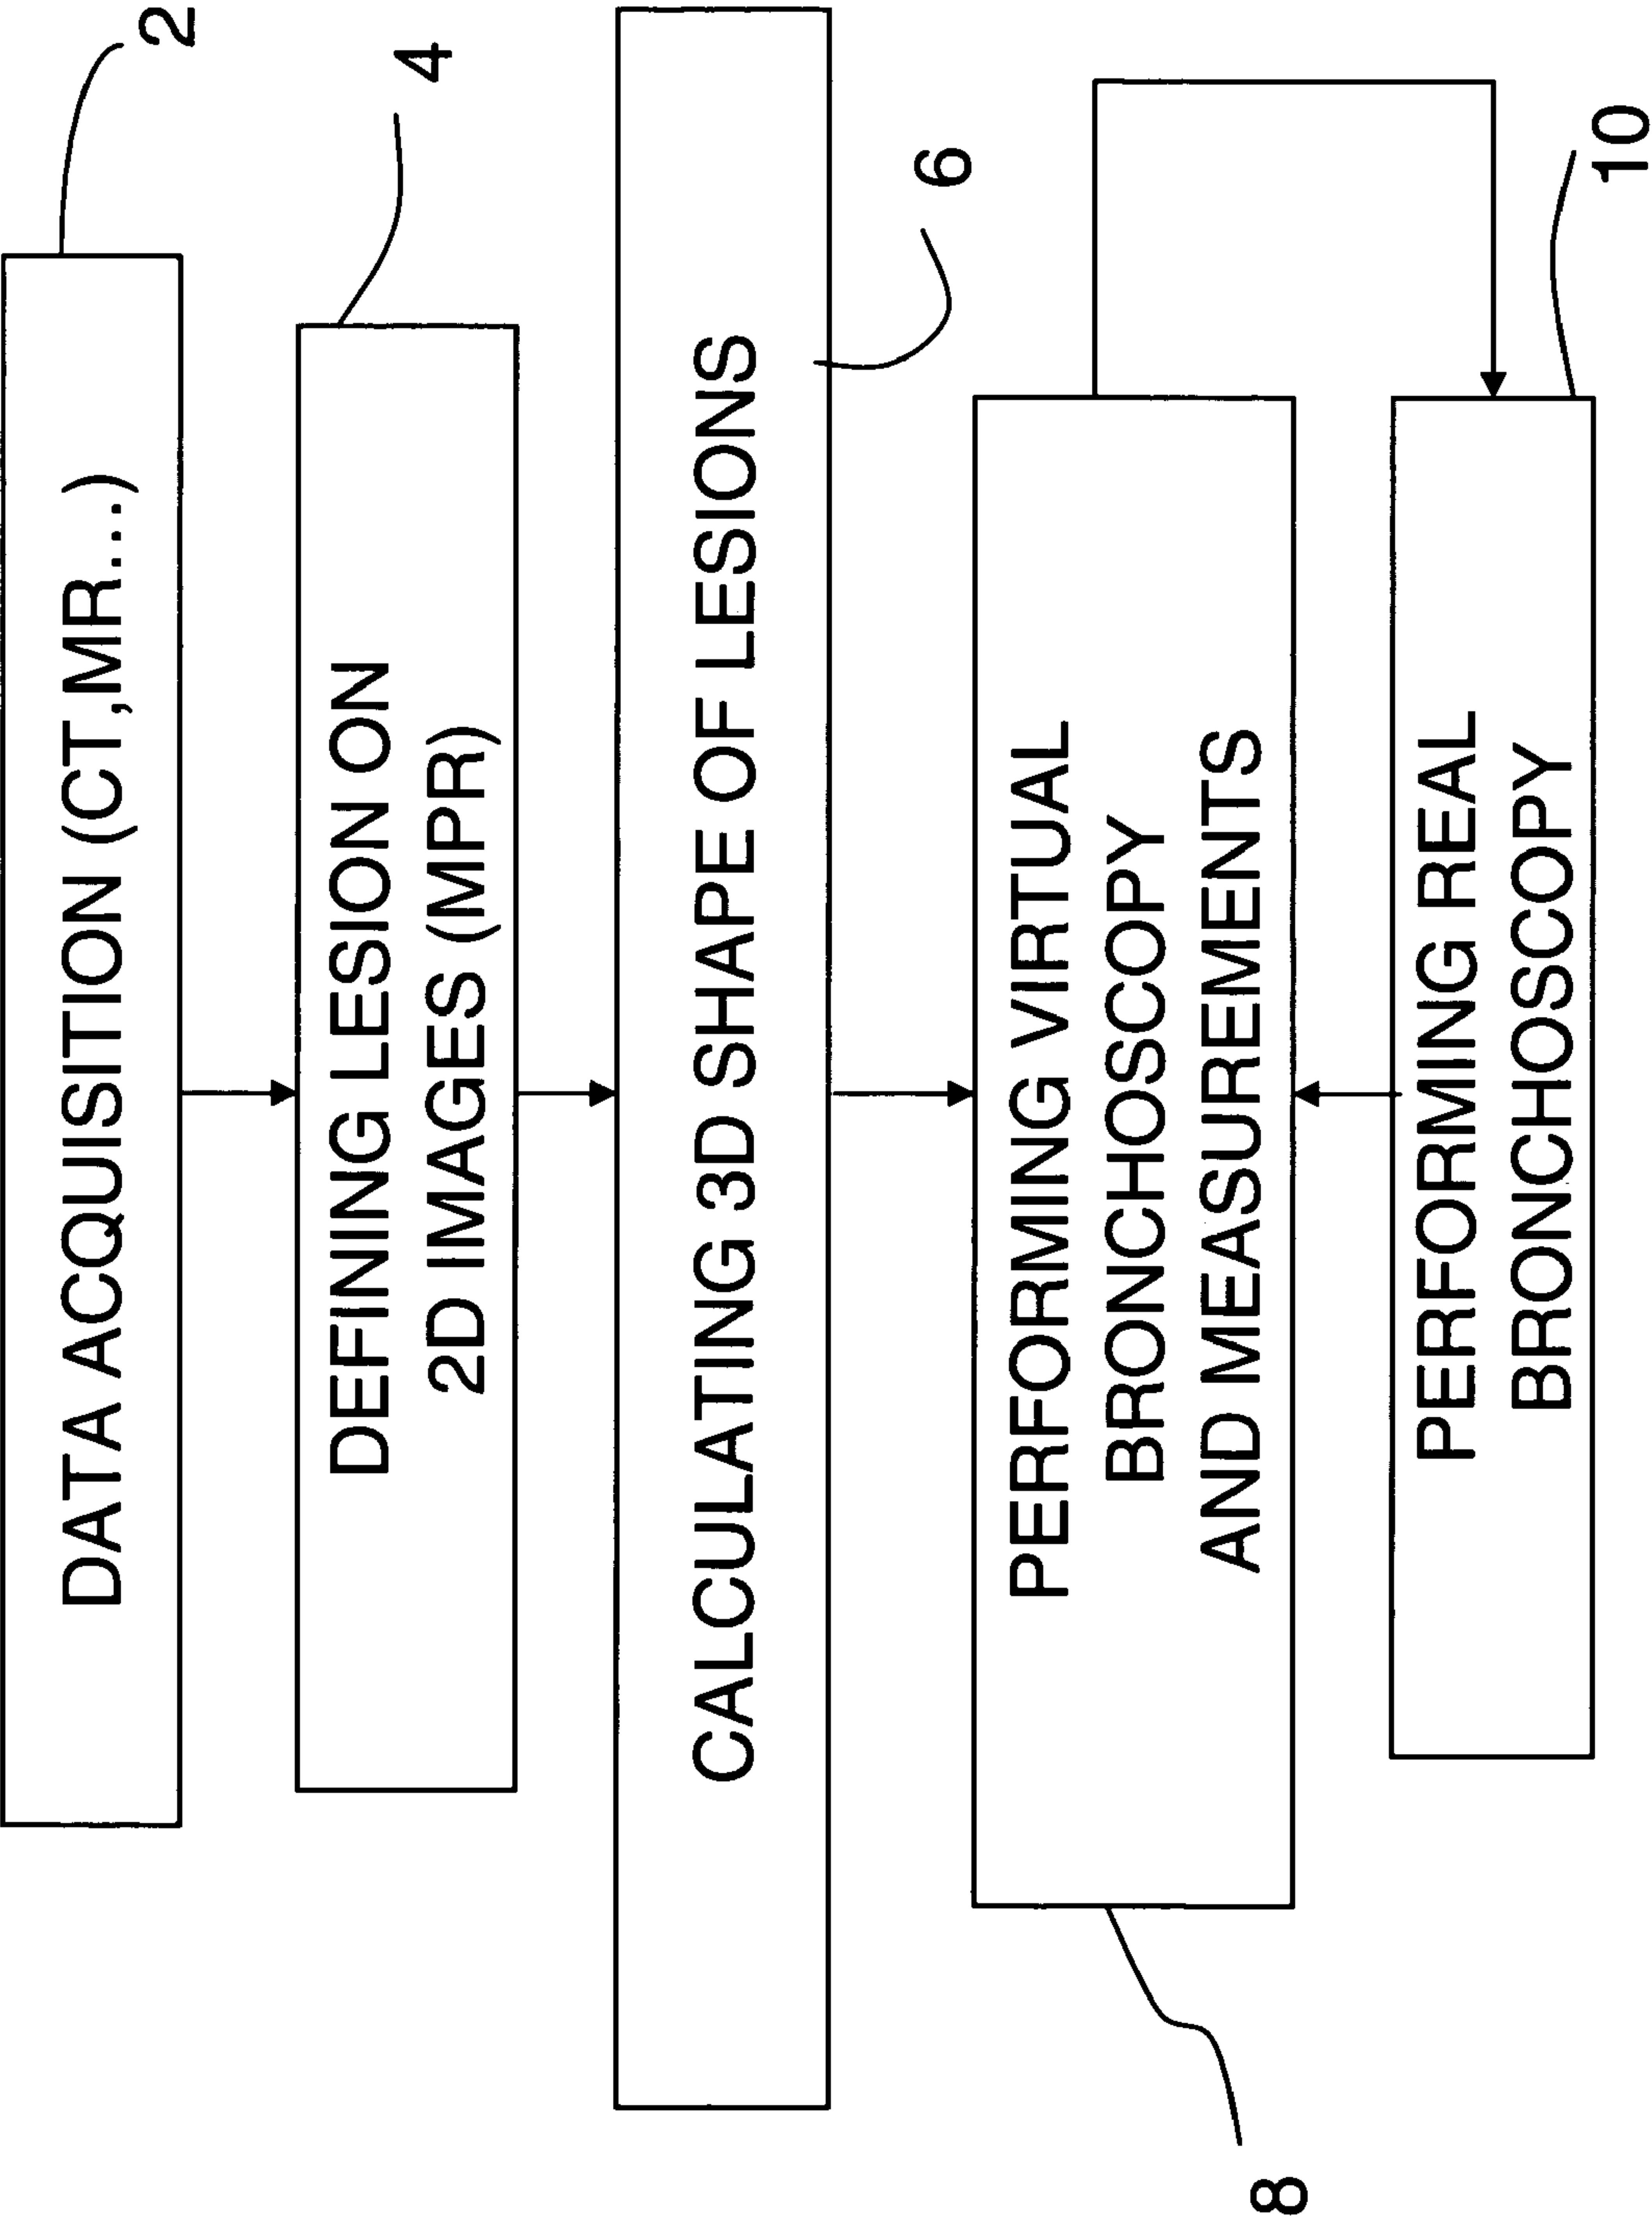 DATA ACQUISITION (CT,MR...)
2
DEFINING LESION ON
2D IMAGES (MPR)
4
CALCULATING 3D SHAPE OF LESIONS
6
PERFORMING VIRTUAL
BRONCHOSCOPY
AND MEASUREMENTS
8
PERFORMING REAL
BRONCHOSCOPY
10